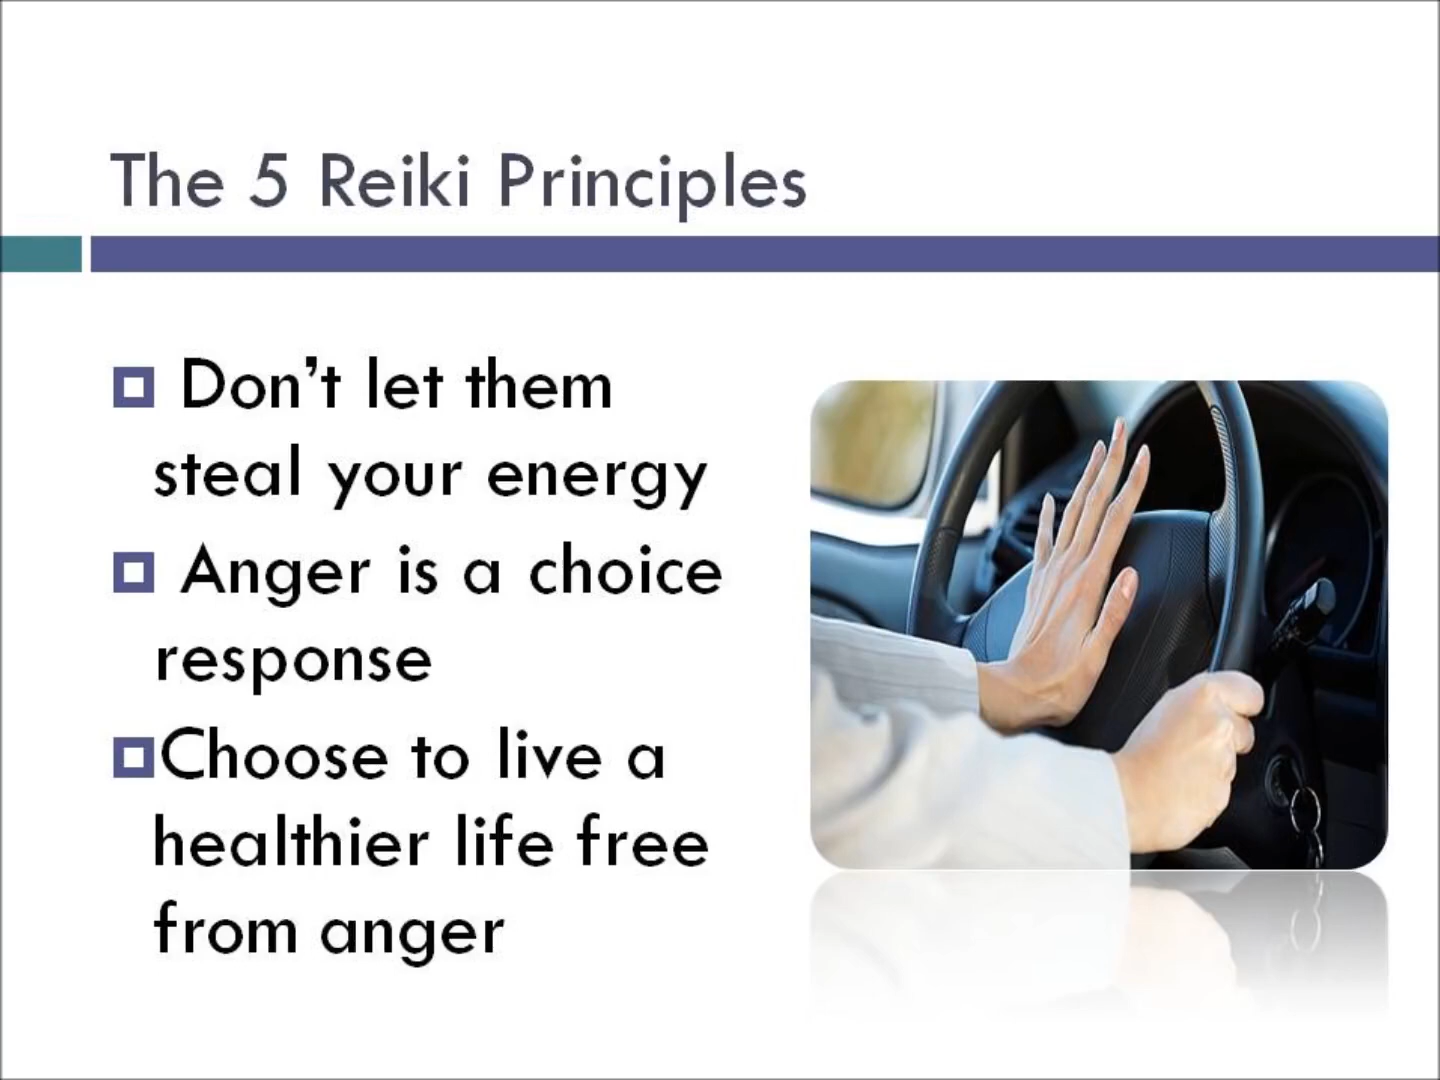 The 5 Reiki Principles
Don't let them
steal your energy
Anger is a choice
response
Choose to live a
healthier life free
from anger